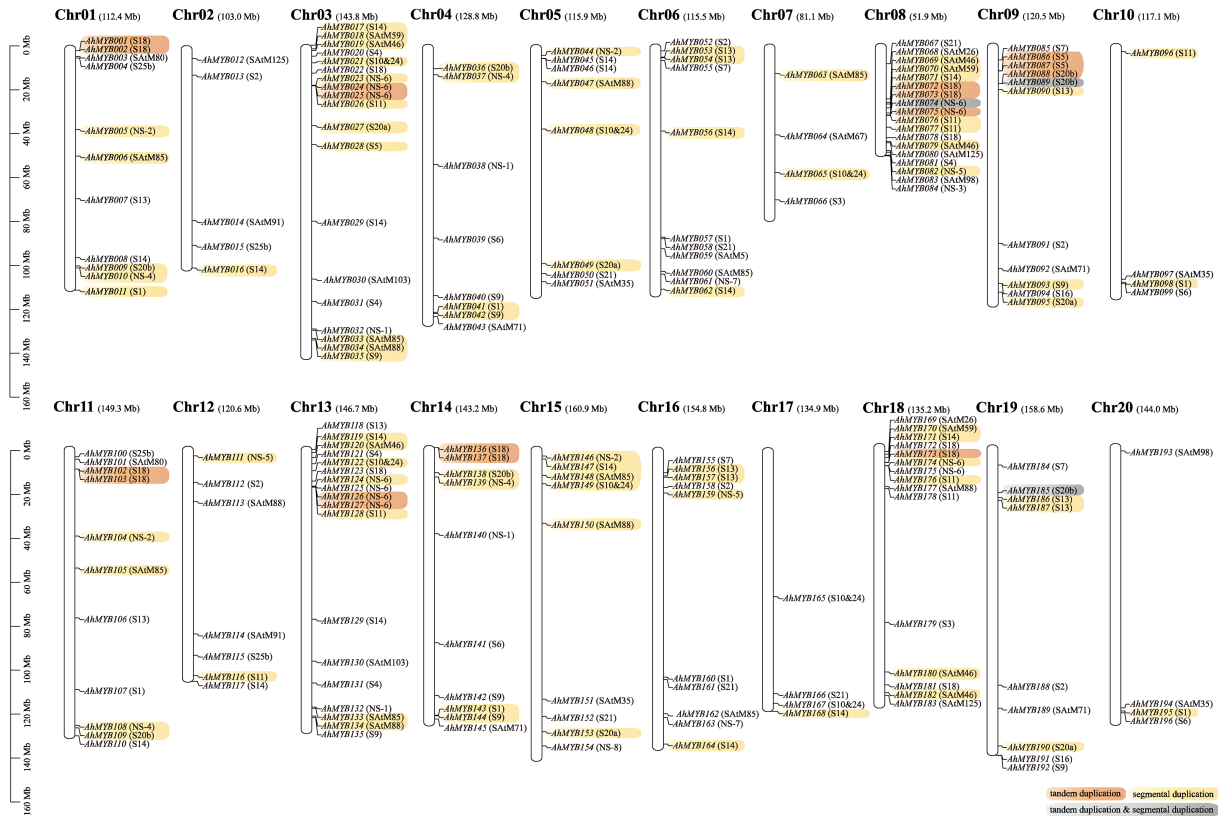 Chr01 (112.4 Mb)
AhMYB001 (S18)
AhMYB002 (S18)
AhMYB003 (SAtM80)
AhMYB004 (S25b)
AhMYB005 (NS-2)
AhMYB006 (SAtM85)
AhMYB007 (S13)
AhMYB008 (S14)
AhMYB009 (S20b)
AhMYB010 (NS-4)
AhMYB011 (S1)
Chr02 (103.0 Mb)
AhMYB012 (SAtM125)
AhMYB013 (S2)
AhMYB014 (SAtM91)
AhMYB015 (S25b)
AhMYB016 (S14)
Chr03 (143.8 Mb)
AhMYB017 (S14)
AhMYB018 (SAtM59)
AhMYB019 (SAtM46)
AhMYB020 (S4)
AhMYB021 (S10&24)
AhMYB022 (S18)
AhMYB023 (NS-6)
AhMYB024 (NS-6)
AhMYB025 (NS-6)
AhMYB026 (S11)
AhMYB027 (S20a)
AhMYB028 (S5)
AhMYB029 (S14)
AhMYB030 (SAtM103)
AhMYB031 (S4)
AhMYB032 (NS-1)
AhMYB033 (SAtM85)
AhMYB034 (SAtM88)
AhMYB035 (S9)
Chr04 (128.8 Mb)
AhMYB036 (S20b)
AhMYB037 (NS-4)
AhMYB038 (NS-1)
AhMYB039 (S6)
AhMYB040 (S9)
AhMYB041 (S1)
AhMYB042 (S9)
AhMYB043 (SAtM71)
Chr05 (115.9 Mb)
AhMYB044 (NS-2)
AhMYB045 (S14)
AhMYB046 (S14)
AhMYB047 (SAtM88)
AhMYB048 (S10&24)
AhMYB049 (S20a)
AhMYB050 (S21)
AhMYB051 (SAtM35)
Chr06 (115.5 Mb)
AhMYB052 (S2)
AhMYB053 (S13)
AhMYB054 (S13)
AhMYB055 (S7)
AhMYB056 (S14)
AhMYB057 (S1)
AhMYB058 (S21)
AhMYB059 (SAtM5)
AhMYB060 (SAtM85)
AhMYB061 (NS-7)
AhMYB062 (S14)
Chr07 (81.1 Mb)
AhMYB063 (SAtM85)
AhMYB064 (SAtM67)
AhMYB065 (S10&24)
AhMYB066 (S3)
Chr08 (51.9 Mb)
AhMYB067 (S21)
AhMYB068 (SAtM26)
AhMYB069 (SAtM46)
AhMYB070 (SAtM59)
AhMYB071 (S14)
AhMYB072 (S18)
AhMYB073 (S18)
AhMYB074 (NS-6)
AhMYB075 (NS-6)
AhMYB076 (S11)
AhMYB077 (S11)
AhMYB078 (S18)
AhMYB079 (SAtM46)
AhMYB080 (SAtM125)
AhMYB081 (S4)
AhMYB082 (NS-5)
AhMYB083 (SAtM98)
AhMYB084 (NS-3)
Chr09 (120.5 Mb)
AhMYB085 (S7)
AhMYB086 (S5)
AhMYB087 (S5)
AhMYB088 (S20b)
AhMYB089 (S20b)
AhMYB090 (S13)
AhMYB091 (S2)
AhMYB092 (SAtM71)
AhMYB093 (S9)
AhMYB094 (S16)
AhMYB095 (S20a)
Chr10 (117.1 Mb)
AhMYB096 (S11)
AhMYB097 (SAtM35)
AhMYB098 (S1)
AhMYB099 (S6)
0 Mb
20 Mb
40 Mb
60 Mb
80 Mb
100 Mb
120 Mb
140 Mb
160 Mb
Chr11 (149.3 Mb)
AhMYB100 (S25b)
AhMYB101 (SAtM80)
AhMYB102 (S18)
AhMYB103 (S18)
AhMYB104 (NS-2)
AhMYB105 (SAtM85)
AhMYB106 (S13)
AhMYB107 (S1)
AhMYB108 (NS-4)
AhMYB109 (S20b)
AhMYB110 (S14)
Chr12 (120.6 Mb)
AhMYB111 (NS-5)
AhMYB112 (S2)
AhMYB113 (SAtM88)
AhMYB114 (SAtM91)
AhMYB115 (S25b)
AhMYB116 (S11)
AhMYB117 (S14)
Chr13 (146.7 Mb)
AhMYB118 (S13)
AhMYB119 (S14)
AhMYB120 (SAtM46)
AhMYB121 (S4)
AhMYB122 (S10&24)
AhMYB123 (S18)
AhMYB124 (NS-6)
AhMYB125 (NS-6)
AhMYB126 (NS-6)
AhMYB127 (NS-6)
AhMYB128 (S11)
AhMYB129 (S14)
AhMYB130 (SAtM103)
AhMYB131 (S4)
AhMYB132 (NS-1)
AhMYB133 (SAtM85)
AhMYB134 (SAtM88)
AhMYB135 (S9)
Chr14 (143.2 Mb)
AhMYB136 (S18)
AhMYB137 (S18)
AhMYB138 (S20b)
AhMYB139 (NS-4)
AhMYB140 (NS-1)
AhMYB141 (S6)
AhMYB142 (S9)
AhMYB143 (S1)
AhMYB144 (S9)
AhMYB145 (SAtM71)
Chr15 (160.9 Mb)
AhMYB146 (NS-2)
AhMYB147 (S14)
AhMYB148 (SAtM85)
AhMYB149 (S10&24)
AhMYB150 (SAtM88)
AhMYB151 (SAtM35)
AhMYB152 (S21)
AhMYB153 (S20a)
AhMYB154 (NS-8)
Chr16 (154.8 Mb)
AhMYB155 (S7)
AhMYB156 (S13)
AhMYB157 (S13)
AhMYB158 (S2)
AhMYB159 (NS-5)
AhMYB160 (S1)
AhMYB161 (S21)
AhMYB162 (SAtM85)
AhMYB163 (NS-7)
AhMYB164 (S14)
Chr17 (134.9 Mb)
AhMYB165 (S10&24)
AhMYB166 (S21)
AhMYB167 (S10&24)
AhMYB168 (S14)
Chr18 (135.2 Mb)
AhMYB169 (SAtM26)
AhMYB170 (SAtM59)
AhMYB171 (S14)
AhMYB172 (S18)
AhMYB173 (S18)
AhMYB174 (NS-6)
AhMYB175 (NS-6)
AhMYB176 (S11)
AhMYB177 (SAtM88)
AhMYB178 (S11)
AhMYB179 (S3)
AhMYB180 (SAtM46)
AhMYB181 (S18)
AhMYB182 (SAtM46)
AhMYB183 (SAtM125)
Chr19 (158.6 Mb)
AhMYB184 (S7)
AhMYB185 (S20b)
AhMYB186 (S13)
AhMYB187 (S13)
AhMYB188 (S2)
AhMYB189 (SAtM71)
AhMYB190 (S20a)
AhMYB191 (S16)
AhMYB192 (S9)
Chr20 (144.0 Mb)
AhMYB193 (SAtM98)
AhMYB194 (SAtM35)
AhMYB195 (S1)
AhMYB196 (S6)
0 Mb
20 Mb
40 Mb
60 Mb
80 Mb
100 Mb
120 Mb
140 Mb
160 Mb
tandem duplication
segmental duplication
tandem duplication & segmental duplication